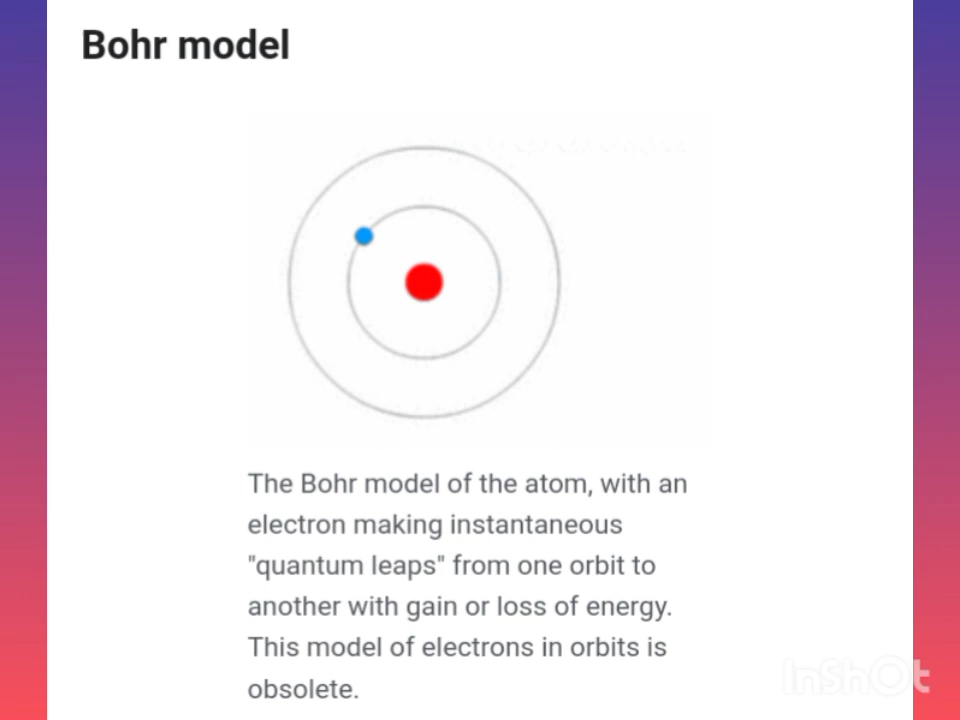 Bohr model
The Bohr model of the atom, with an
electron making instantaneous
"quantum leaps" from one orbit to
another with gain or loss of energy.
This model of electrons in orbits is
obsolete.
InShOt